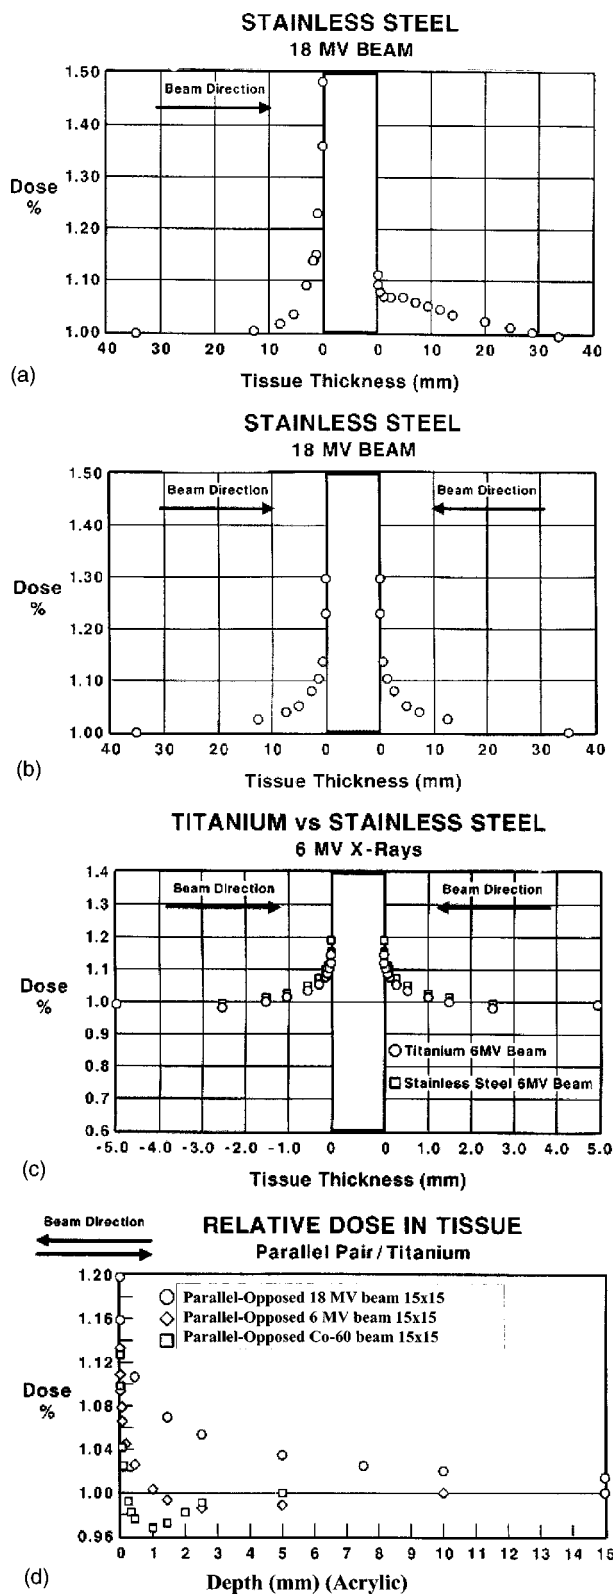 STAINLESS STEEL
18 MV BEAM
1.50
Beam Direction
1.40
1.30
Dose
%
1.20
1.10
1.00
40 30 20 10 0 0 10 20 30 40
(a)
Tissue Thickness (mm)
STAINLESS STEEL
18 MV BEAM
1.50
Beam Direction Beam Direction
1.40
1.30
Dose
%
1.20
1.10
1.00
40 30 20 10 0 0 10 20 30 40
(b)
Tissue Thickness (mm)
TITANIUM vs STAINLESS STEEL
6 MV X-Rays
1.4
Beam Direction Beam Direction
1.3
1.2
1.1
Dose
%
1.0
0.9
Titanium 6MV Beam
0.8
Stainless Steel 6MV Beam
0.7
0.6
-5.0 -4.0 -3.0 -2.0 -1.0 0 0 1.0 2.0 3.0 4.0 5.0
(c)
Tissue Thickness (mm)
Beam Direction
RELATIVE DOSE IN TISSUE
Parallel Pair/Titanium
1.20
Parallel-Opposed 18 MV beam 15x15
Parallel-Opposed 6 MV beam 15x15
1.16
Parallel-Opposed Co-60 beam 15x15
1.12
Dose
%
1.08
1.04
1.00
0.96
0 1 2 3 4 5 6 7 8 9 10 11 12 13 14 15
(d)
Depth (mm) (Acrylic)